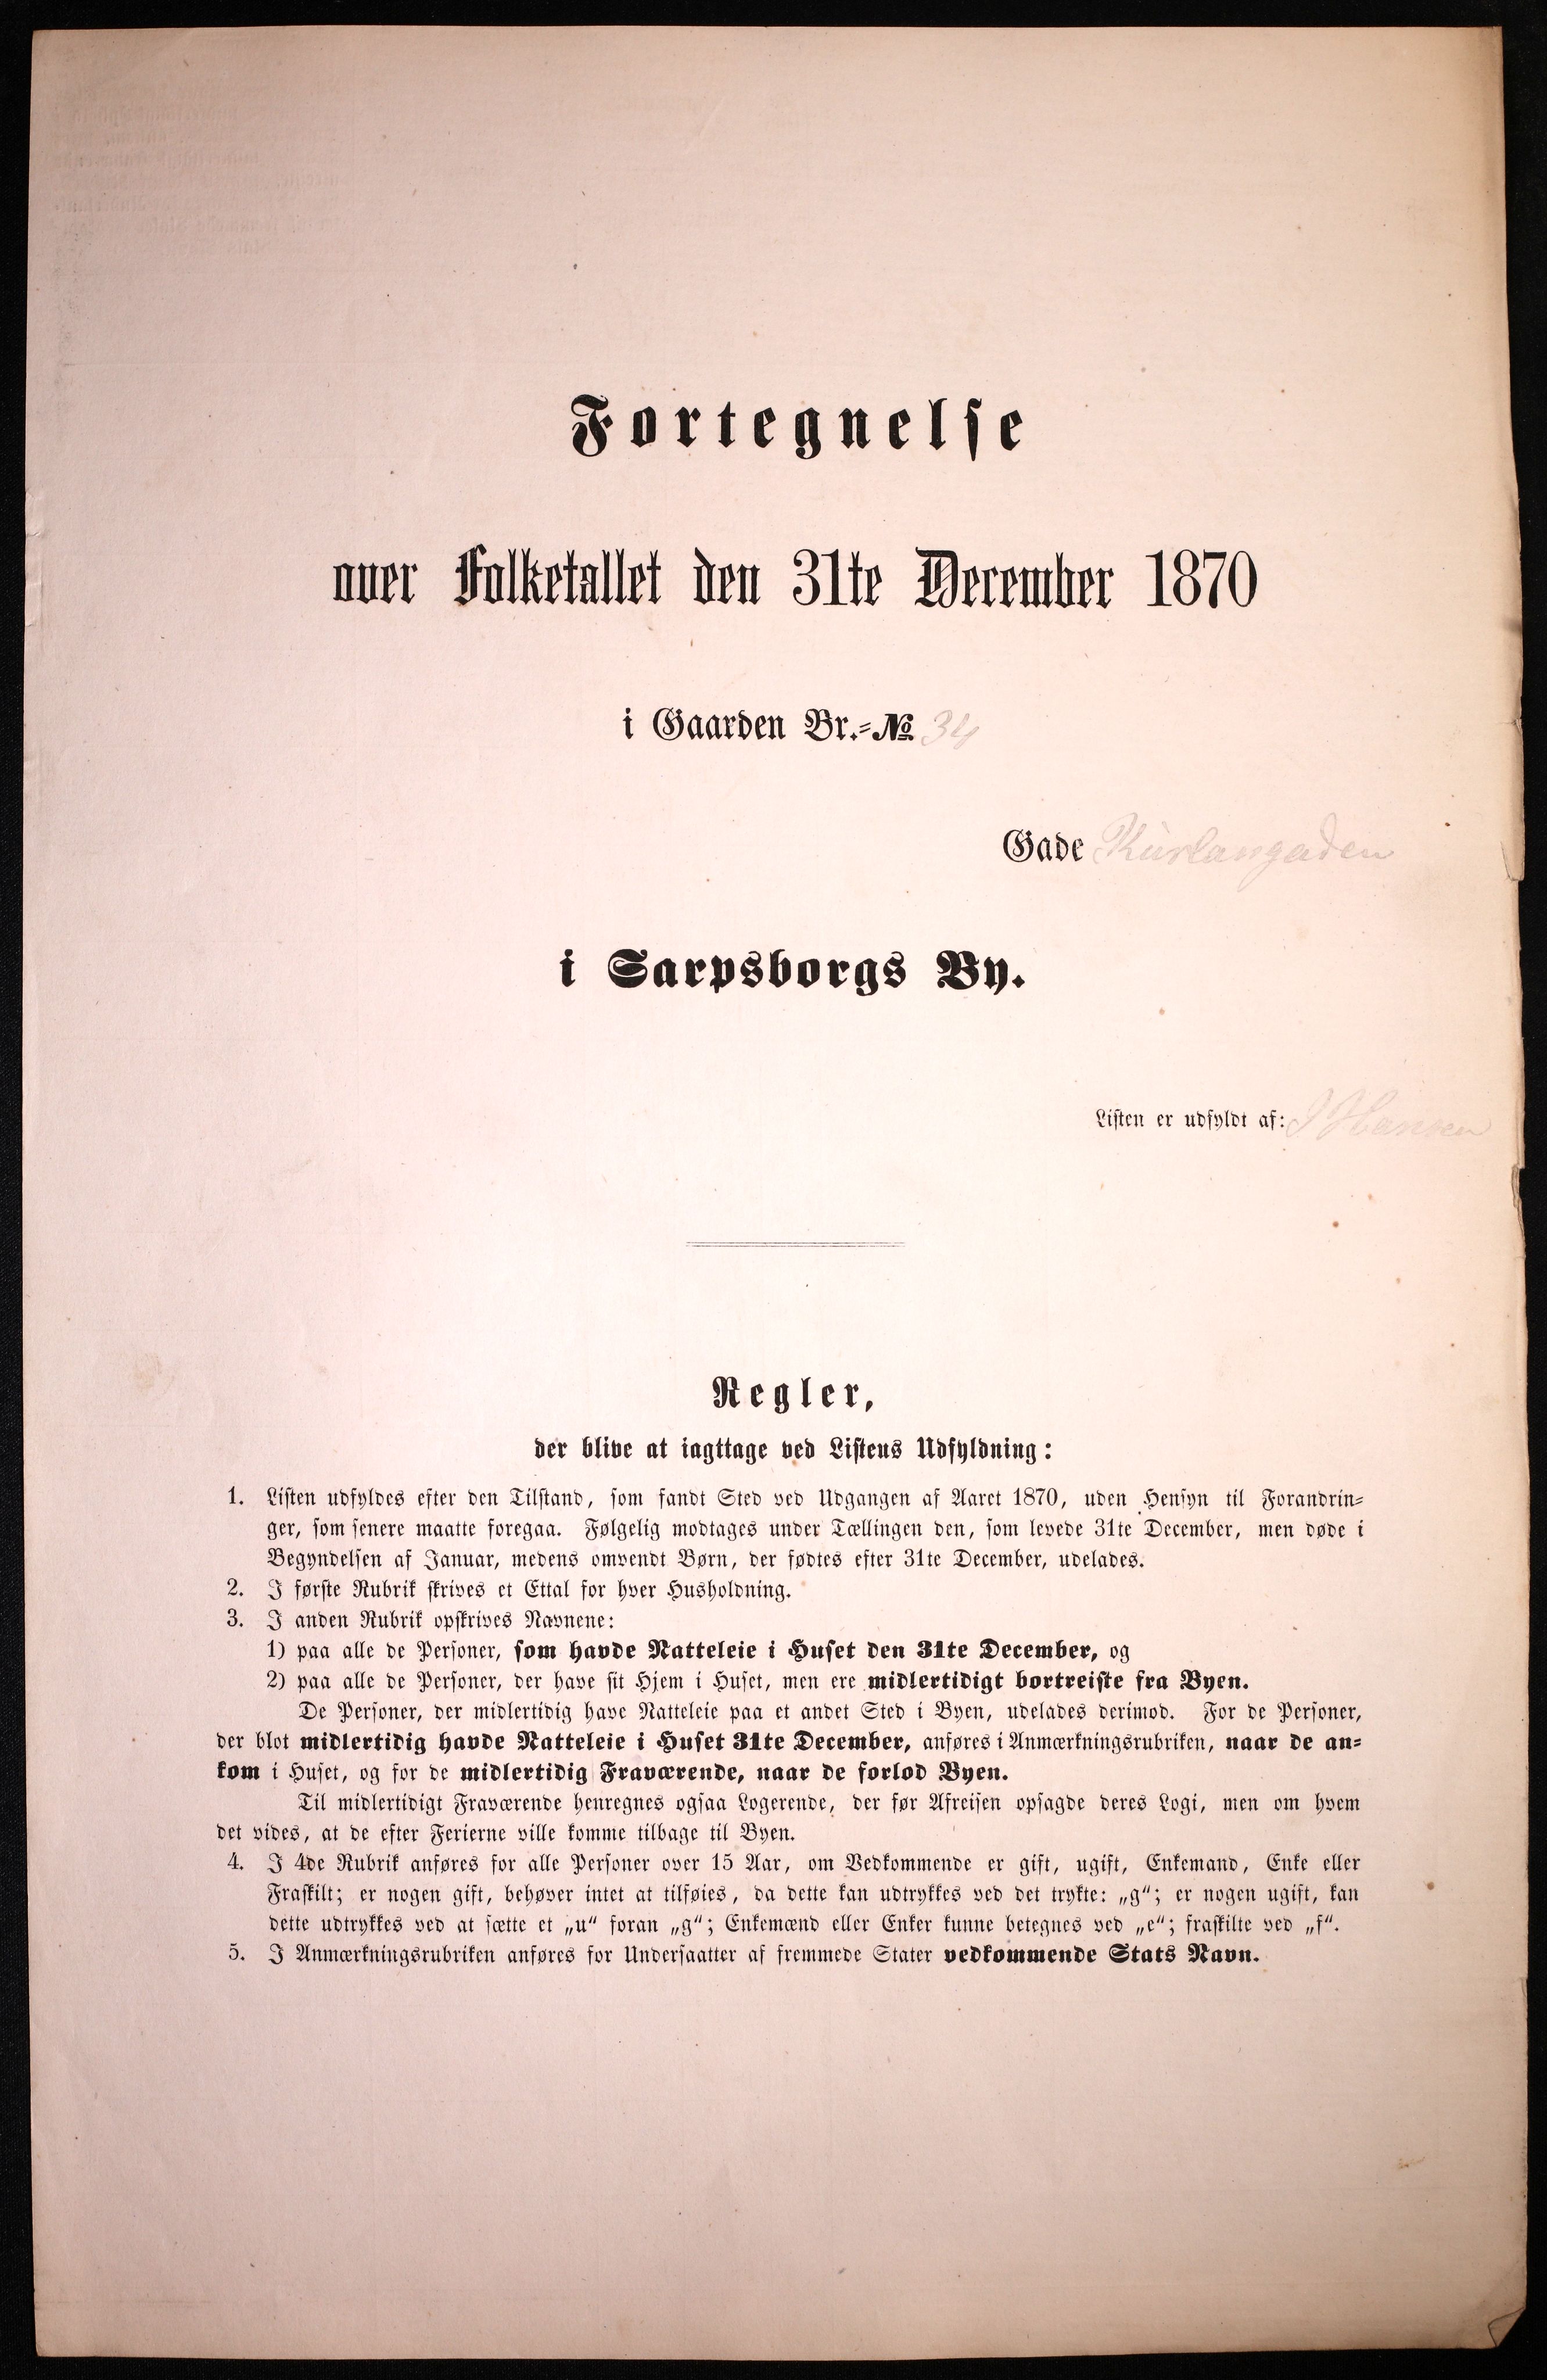 Fortegnelse
over Folketallet den 31te December 1870
i Gaarden Br.=№ 34
Gade Kúrlangaden
i Sarpsborgs By.
Listen er udfyldt af: J Hansen
Regler,
der blive at iagttage ved Listens Udfyldning:
1. Listen udfyldes efter den Tilstand, som fandt Sted ved Udgangen af Aaret 1870, uden Hensyn til Forandrin=
ger, som senere maatte foregaa. Følgelig modtages under Tællingen den, som levede 31te December, men døde i
Begyndelsen af Januar, medens omvendt Børn, der fødtes efter 31te December, udelades.
2. I første Rubrik skrives et Ettal for hver Husholdning.
3. I anden Rubrik opskrives Navnene:
1) paa alle de Personer, som havde Natteleie i Huset den 31te December, og
2) paa alle de Personer, der have sit Hjem i Huset, men ere midlertidigt bortreiste fra Byen.
De Personer, der midlertidig have Natteleie paa et andet Sted i Byen, udelades derimod. For de Personer,
der blot midlertidig havde Natteleie i Huset 31te December, anføres i Anmærkningsrubriken, naar de an=
kom i Huset, og for de midlertidig Fraværende, naar de forlod Byen.
Til midlertidigt Fraværende henregnes ogsaa Logerende, der før Afreisen opsagde deres Logi, men om hvem
det vides, at de efter Ferierne ville komme tilbage til Byen.
4. I 4de Rubrik anføres for alle Personer over 15 Aar, om Vedkommende er gift, ugift, Enkemand, Enke eller
Fraskilt; er nogen gift, behøver intet at tilføies, da dette kan udtrykkes ved det trykte: „g“; er nogen ugift, kan
dette udtrykkes ved at sætte et „u“ foran „g“; Enkemænd eller Enker kunne betegnes ved „e“; fraskilte ved „f“.
5. I Anmærkningsrubriken anføres for Undersaatter af fremmede Stater vedkommende Stats Navn.